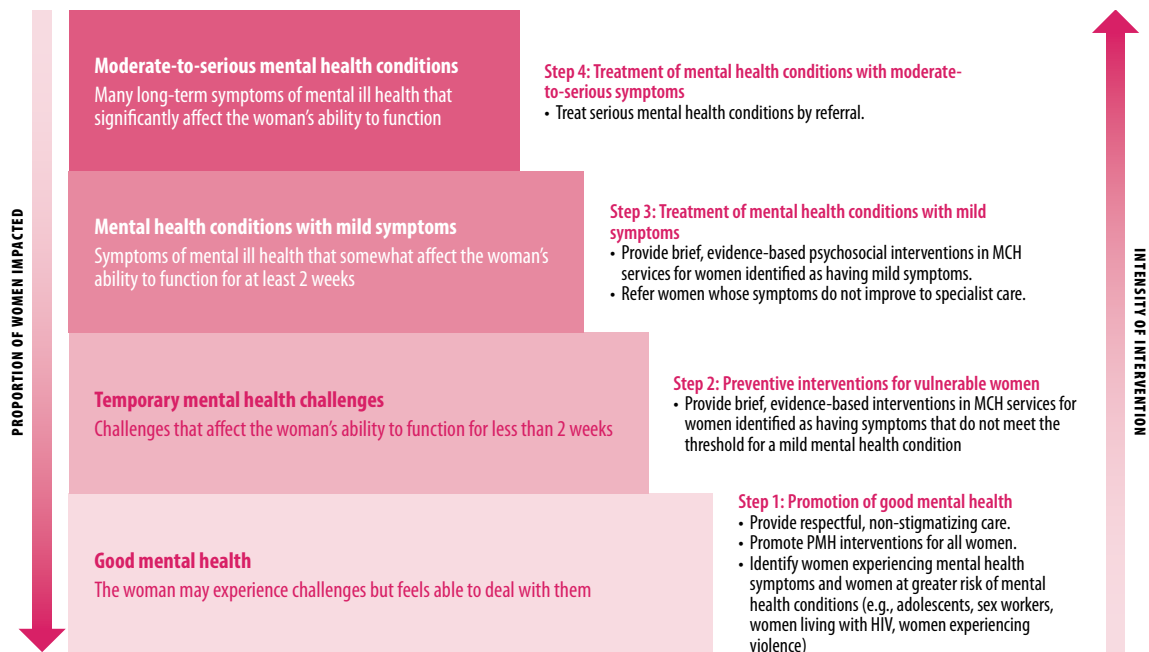 PROPORTION OF WOMEN IMPACTED
Moderate-to-serious mental health conditions
Many long-term symptoms of mental ill health that
significantly affect the woman's ability to function
Step 4: Treatment of mental health conditions with moderate-
to-serious symptoms
• Treat serious mental health conditions by referral.
Mental health conditions with mild symptoms
Symptoms of mental ill health that somewhat affect the woman's
ability to function for at least 2 weeks
Step 3: Treatment of mental health conditions with mild
symptoms
• Provide brief, evidence-based psychosocial interventions in MCH
services for women identified as having mild symptoms.
• Refer women whose symptoms do not improve to specialist care.
Temporary mental health challenges
Challenges that affect the woman's ability to function for less than 2 weeks
Step 2: Preventive interventions for vulnerable women
• Provide brief, evidence-based interventions in MCH services for
women identified as having symptoms that do not meet the
threshold for a mild mental health condition
Good mental health
The woman may experience challenges but feels able to deal with them
Step 1: Promotion of good mental health
• Provide respectful, non-stigmatizing care.
• Promote PMH interventions for all women.
• Identify women experiencing mental health
symptoms and women at greater risk of mental
health conditions (e.g., adolescents, sex workers,
women living with HIV, women experiencing
violence)
INTENSITY OF INTERVENTION